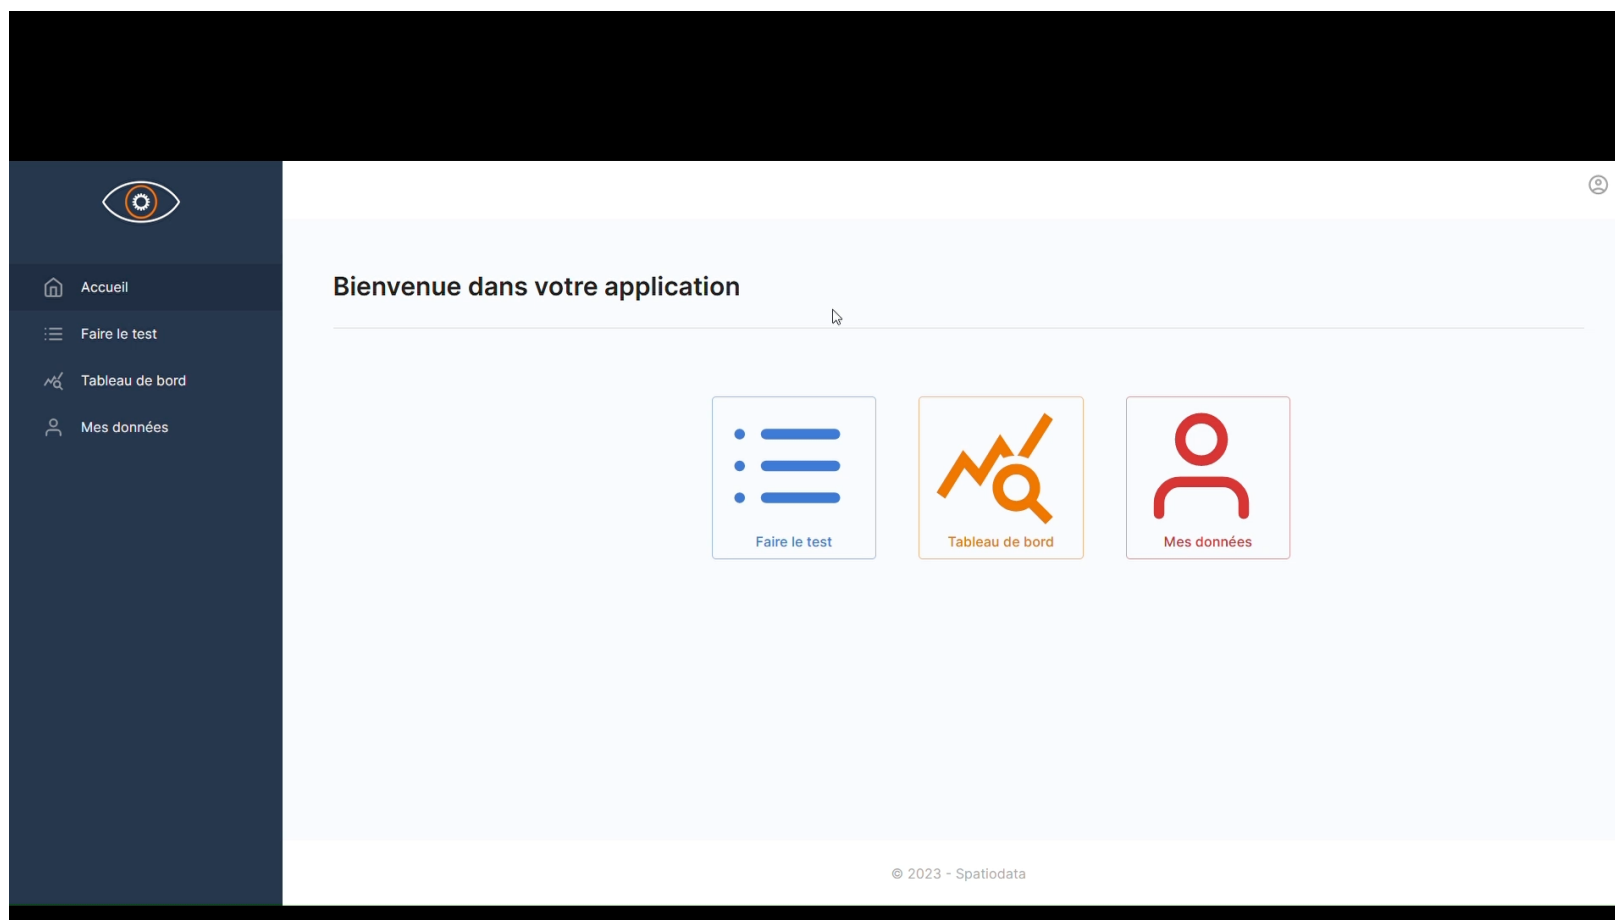 Accueil
Faire le test
Tableau de bord
Mes données
Bienvenue dans votre application
Faire le test
Tableau de bord
Mes données
© 2023 - Spatiodata